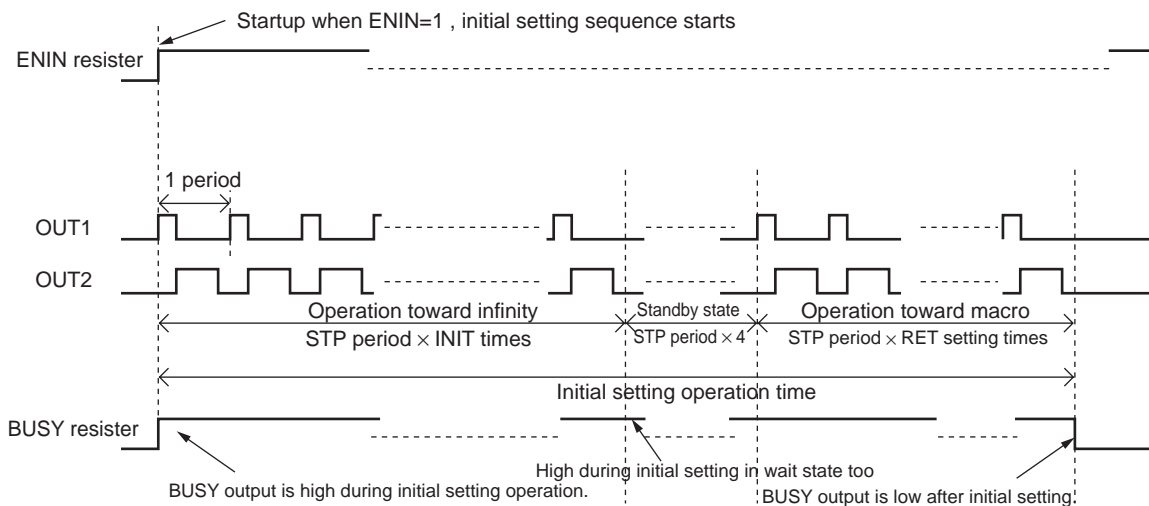 Startup when ENIN=1 , initial setting sequence starts
ENIN resister
1 period
OUT1
OUT2
Operation toward infinity
Standby state
Operation toward macro
STP period × INIT times
STP period × 4
STP period × RET setting times
Initial setting operation time
BUSY resister
High during initial setting in wait state too
BUSY output is high during initial setting operation.
BUSY output is low after initial setting.